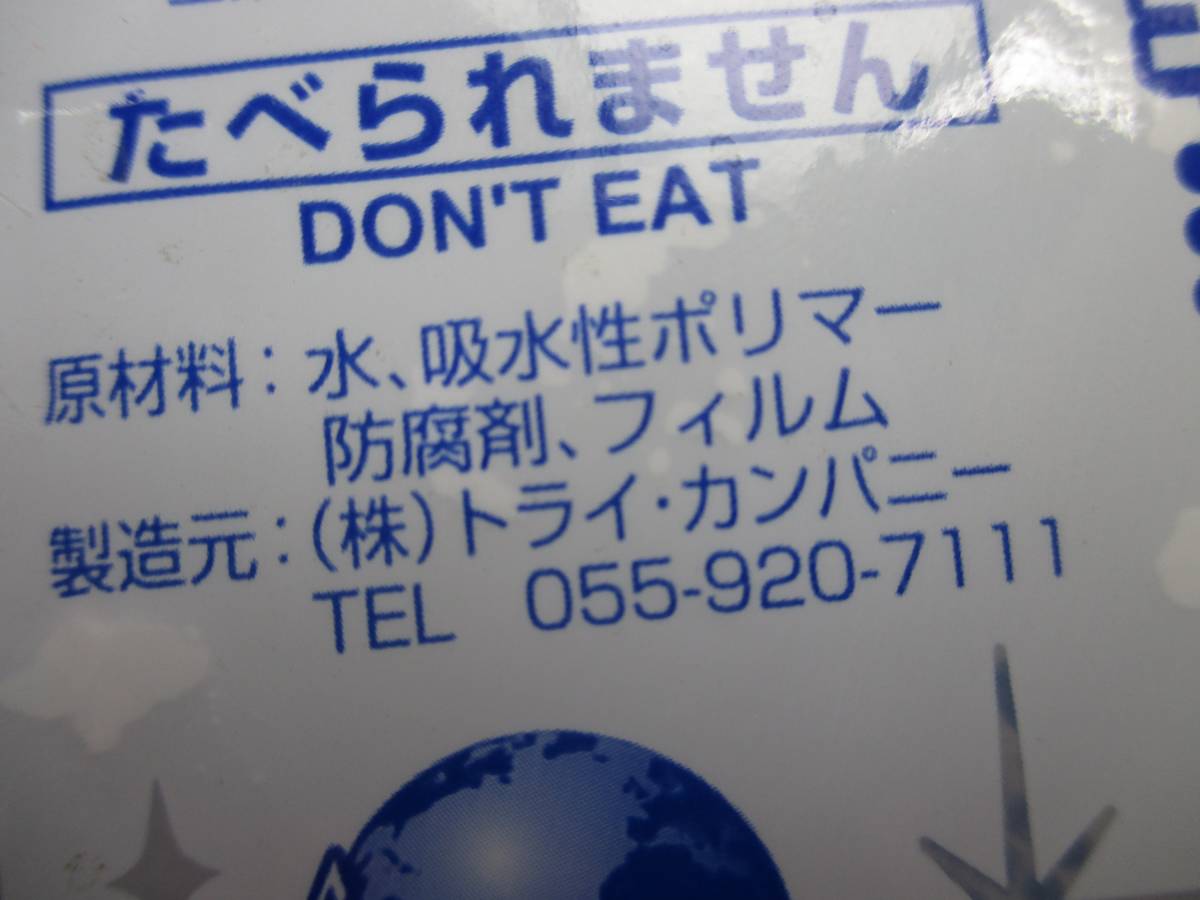 たべられません
DON'T EAT
原材料：水、吸水性ポリマー
防腐剤、フィルム
製造元：(株)トライ・カンパニー
TEL 055-920-7111